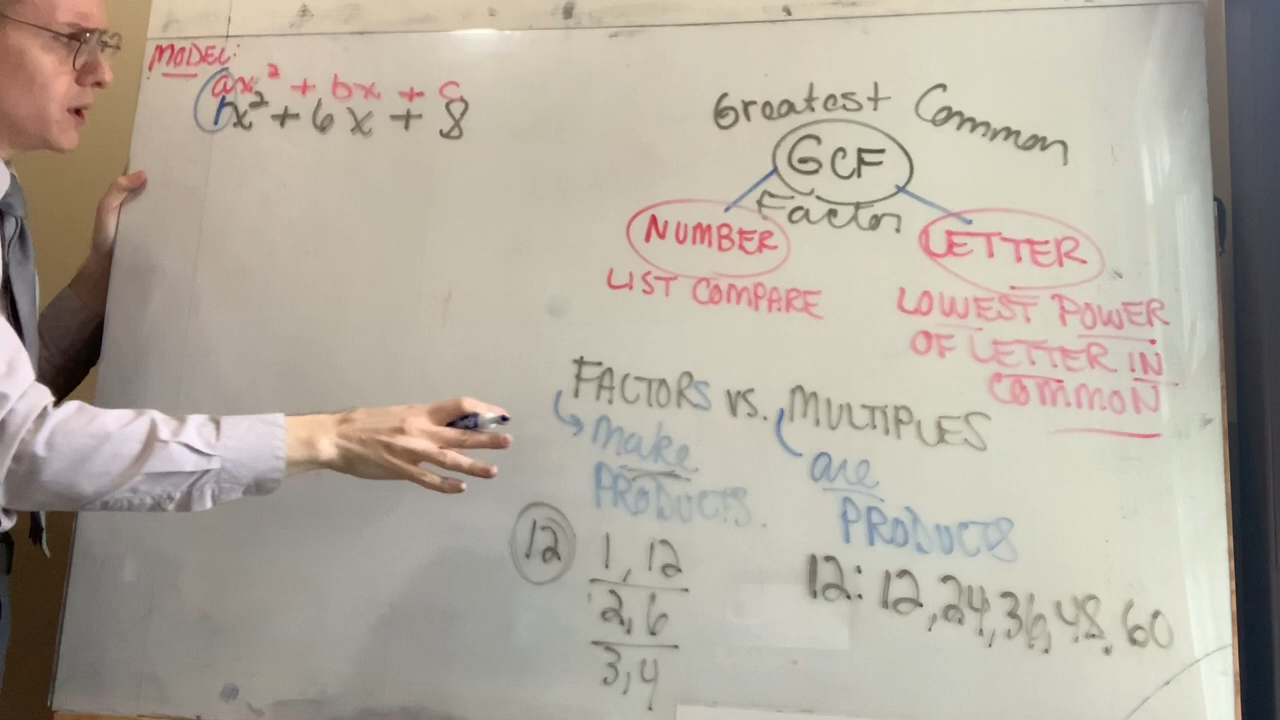 MODEL:
ax² + bx + c
1x² + 6x + 8
Greatest Common
GCF
Factor
NUMBER
LIST COMPARE
LETTER
LOWEST POWER
OF LETTER IN
COMMON
FACTORS VS. MULTIPLES
make
PRODUCTS.
are
PRODUCTS
12
1, 12
2, 6
3, 4
12: 12, 24, 36, 48, 60